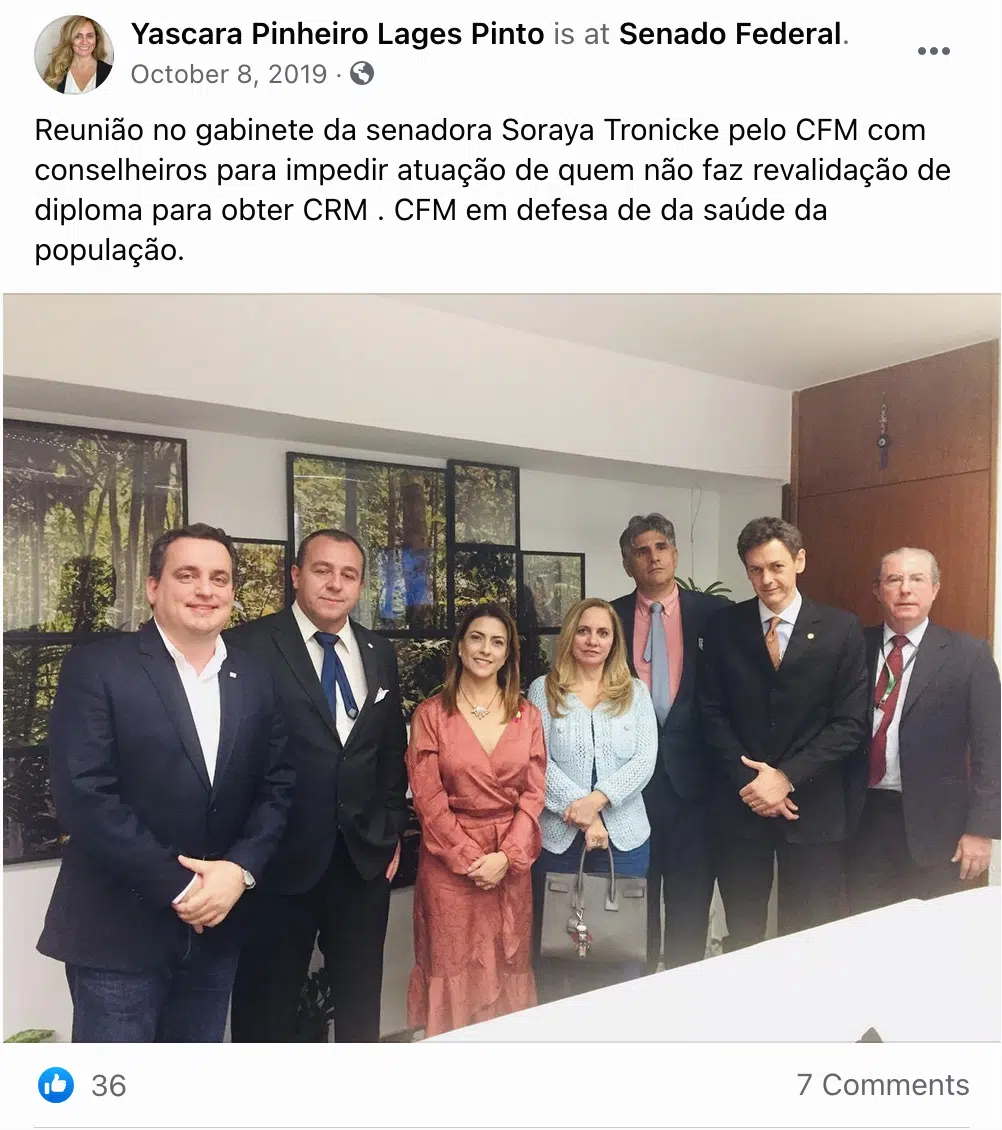 Yascara Pinheiro Lages Pinto is at Senado Federal.
October 8, 2019 ·
Reunião no gabinete da senadora Soraya Tronicke pelo CFM com
conselheiros para impedir atuação de quem não faz revalidação de
diploma para obter CRM . CFM em defesa de da saúde da
população.
36
7 Comments